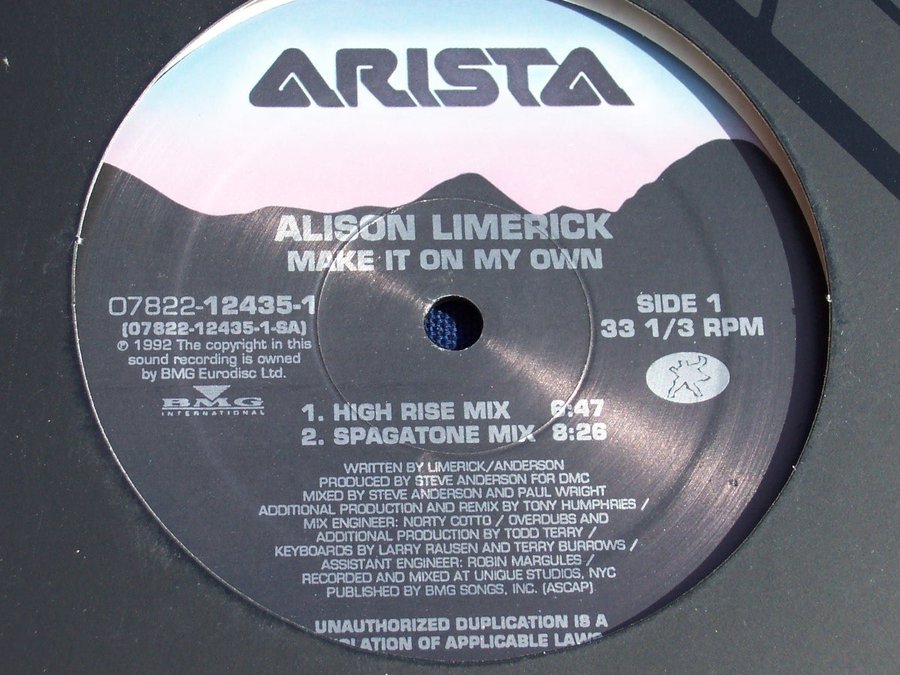 ARISTA
ALISON LIMERICK
MAKE IT ON MY OWN
07822-12435-1
(07822-12435-1-SA)
℗ 1992 The copyright in this
sound recording is owned
by BMG Eurodisc Ltd.
BMG
INTERNATIONAL
SIDE 1
33 1/3 RPM
1. HIGH RISE MIX 6:47
2. SPAGATONE MIX 8:26
WRITTEN BY LIMERICK/ANDERSON
PRODUCED BY STEVE ANDERSON FOR DMC
MIXED BY STEVE ANDERSON AND PAUL WRIGHT
ADDITIONAL PRODUCTION AND REMIX BY TONY HUMPHRIES /
MIX ENGINEER: NORTY COTTO / OVERDUBS AND
ADDITIONAL PRODUCTION BY TODD TERRY /
KEYBOARDS BY LARRY RAUSEN AND TERRY BURROWS /
ASSISTANT ENGINEER: ROBIN MARGULES /
RECORDED AND MIXED AT UNIQUE STUDIOS, NYC
PUBLISHED BY BMG SONGS, INC. (ASCAP)
UNAUTHORIZED DUPLICATION IS A
VIOLATION OF APPLICABLE LAWS